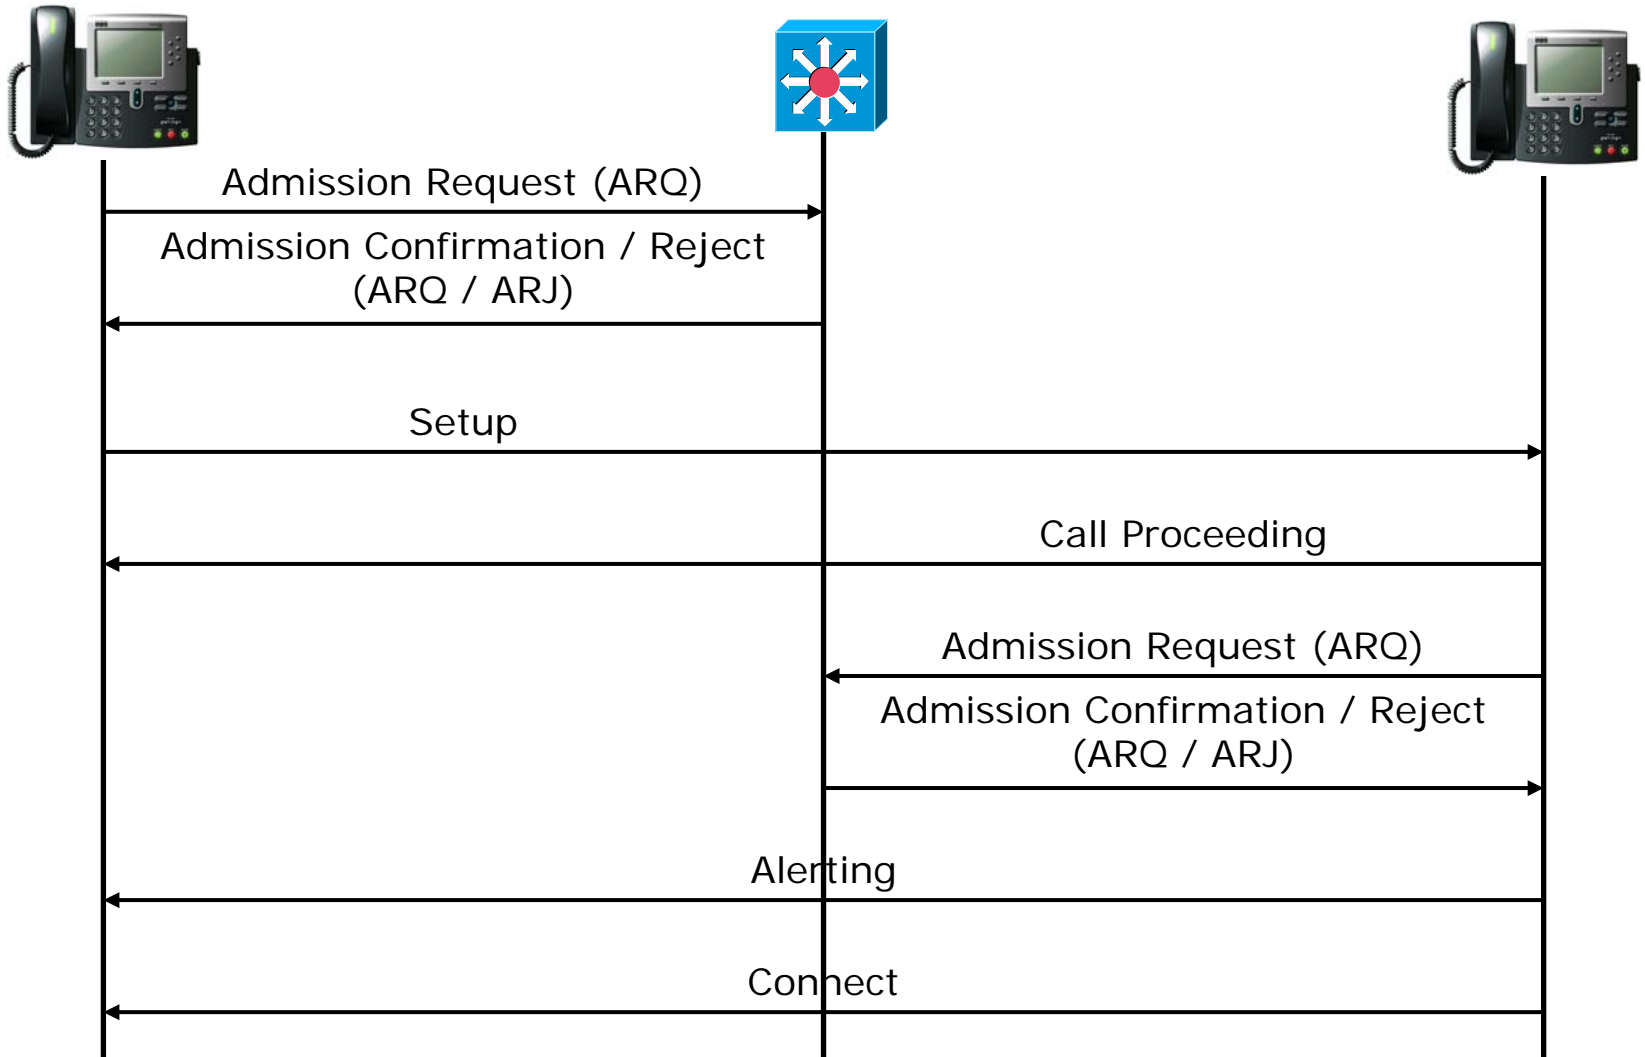 Admission Request (ARQ)
Admission Confirmation / Reject
(ARQ / ARJ)
Setup
Call Proceeding
Admission Request (ARQ)
Admission Confirmation / Reject
(ARQ / ARJ)
Alerting
Connect